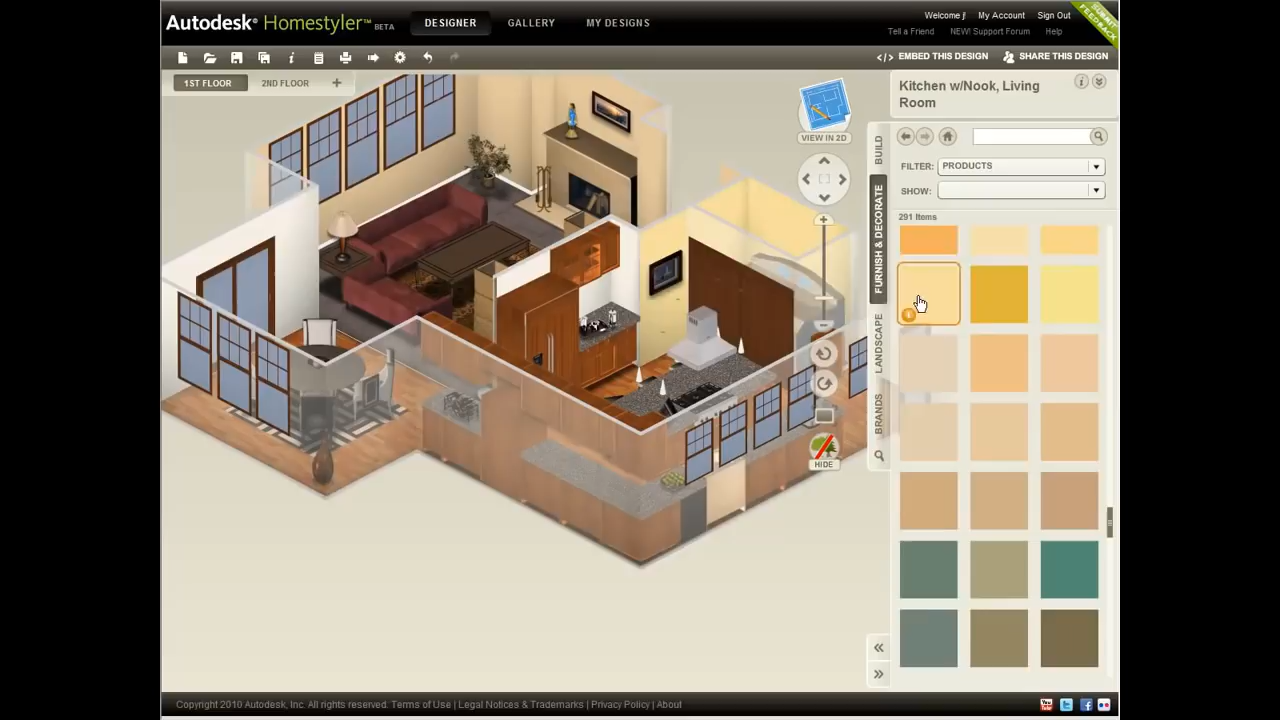 Autodesk® Homestyler™ BETA
DESIGNER
GALLERY
MY DESIGNS
Welcome j!
My Account
Sign Out
Tell a Friend
NEW! Support Forum
Help
SUBMIT FEEDBACK
</> EMBED THIS DESIGN
SHARE THIS DESIGN
1ST FLOOR
2ND FLOOR
+
VIEW IN 2D
HIDE
Kitchen w/Nook, Living
Room
BUILD
FURNISH & DECORATE
LANDSCAPE
BRANDS
FILTER: PRODUCTS
SHOW:
291 Items
Copyright 2010 Autodesk, Inc. All rights reserved. Terms of Use | Legal Notices & Trademarks | Privacy Policy | About